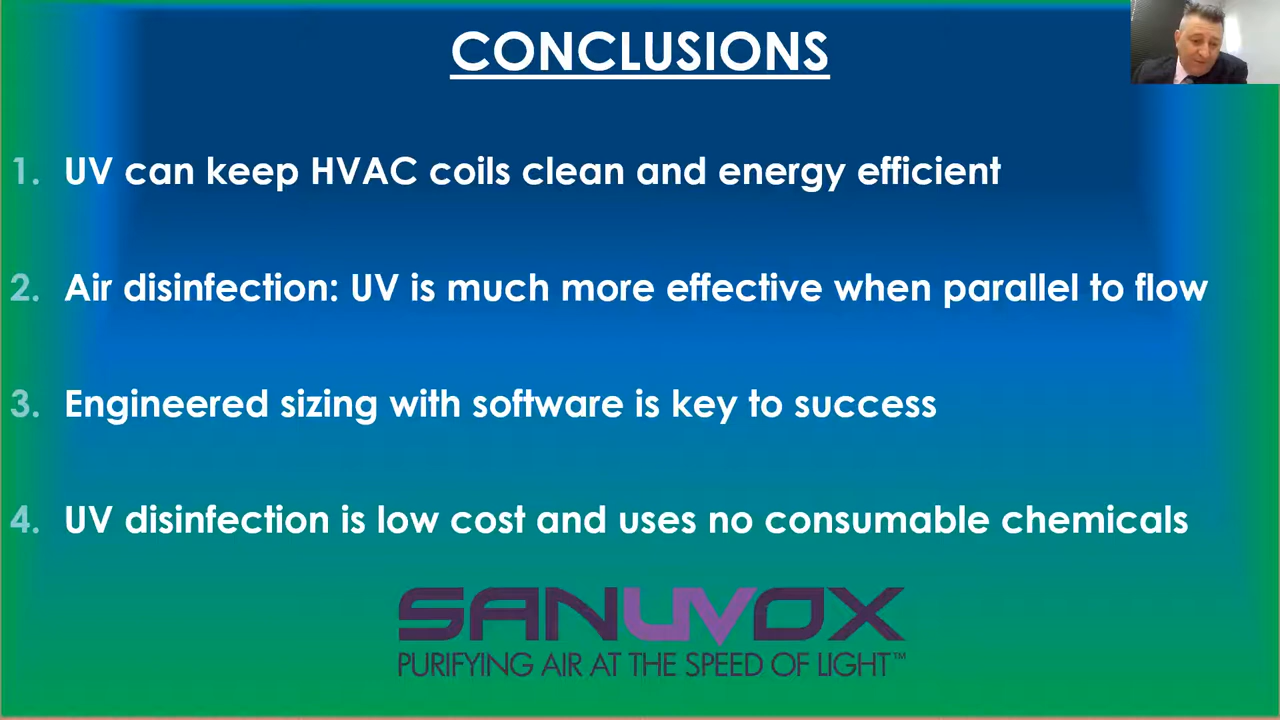 CONCLUSIONS
1. UV can keep HVAC coils clean and energy efficient
2. Air disinfection: UV is much more effective when parallel to flow
3. Engineered sizing with software is key to success
4. UV disinfection is low cost and uses no consumable chemicals
SANUVOX
PURIFYING AIR AT THE SPEED OF LIGHT™